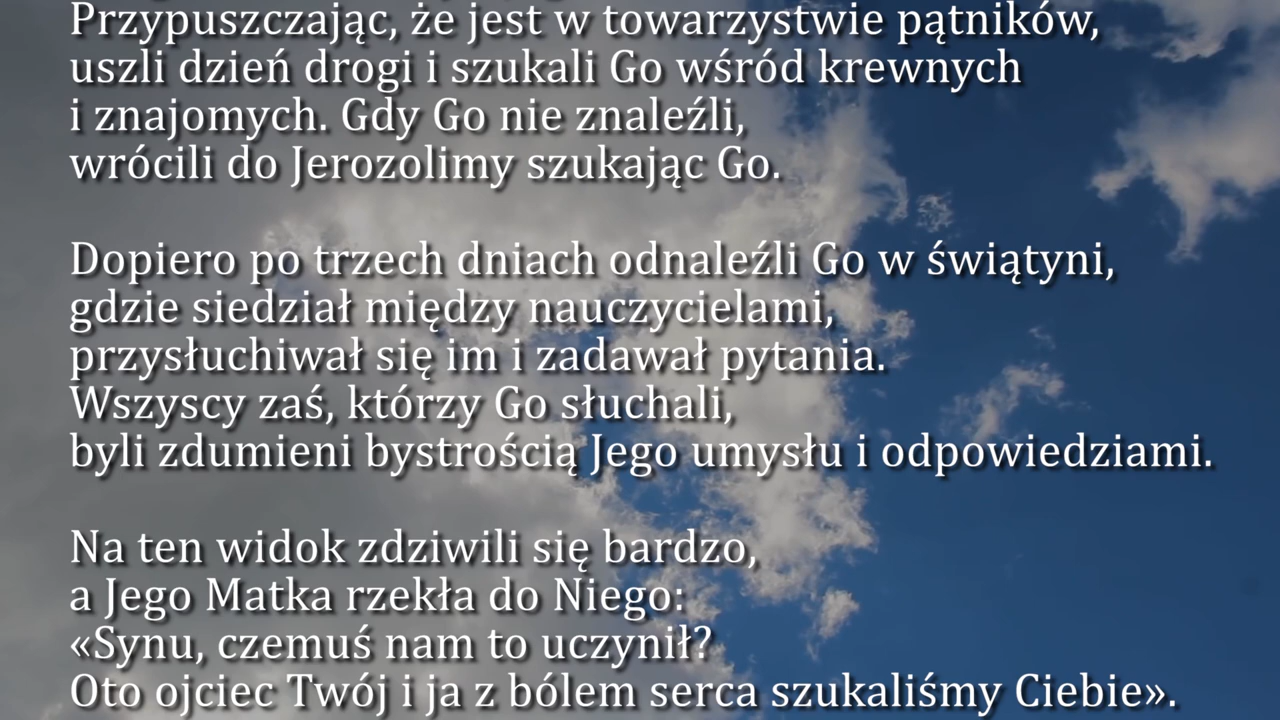 Przypuszczając, że jest w towarzystwie pątników,
uszli dzień drogi i szukali Go wśród krewnych
i znajomych. Gdy Go nie znaleźli,
wrócili do Jerozolimy szukając Go.
Dopiero po trzech dniach odnaleźli Go w świątyni,
gdzie siedział między nauczycielami,
przysłuchiwał się im i zadawał pytania.
Wszyscy zaś, którzy Go słuchali,
byli zdumieni bystrością Jego umysłu i odpowiedziami.
Na ten widok zdziwili się bardzo,
a Jego Matka rzekła do Niego:
«Synu, czemuś nam to uczynił?
Oto ojciec Twój i ja z bólem serca szukaliśmy Ciebie».